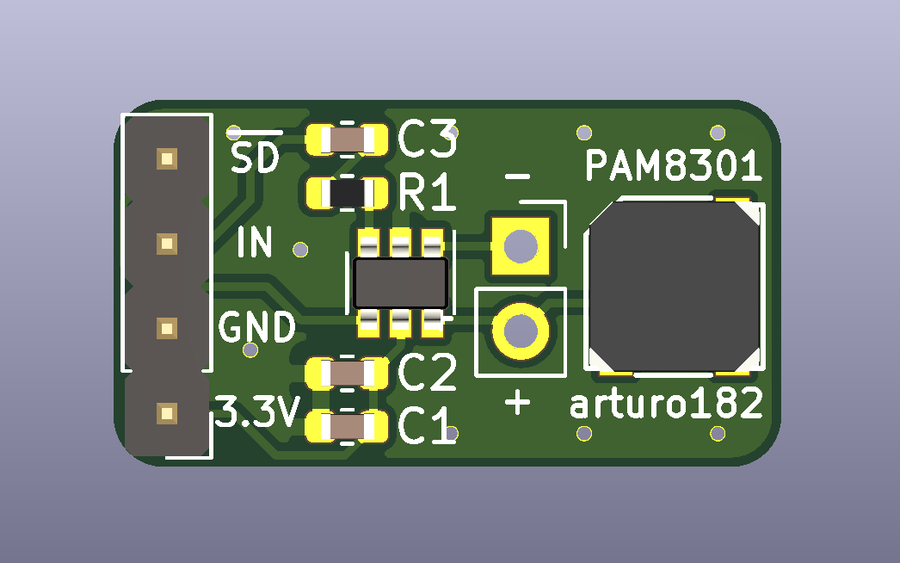 C3
SD
PAM8301
R1
-
IN
GND
C2
+
arturo182
3.3V
C1